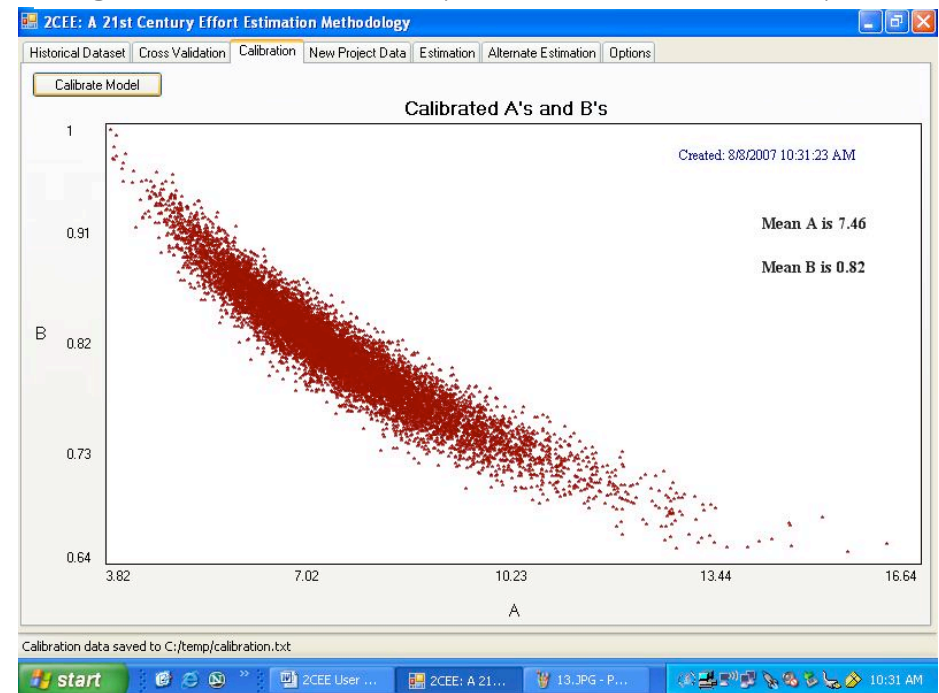 2CEE: A 21st Century Effort Estimation Methodology
Historical Dataset Cross Validation Calibration New Project Data Estimation Alternate Estimation Options
Calibrate Model
Calibrated A's and B's
Created: 8/8/2007 10:31:23 AM
Mean A is 7.46
Mean B is 0.82
B
1
0.91
0.82
0.73
0.64
3.82 7.02 10.23 13.44 16.64
A
Calibration data saved to C:/temp/calibration.txt
start 2CEE User ... 2CEE: A 21... 13.JPG - P... 10:31 AM